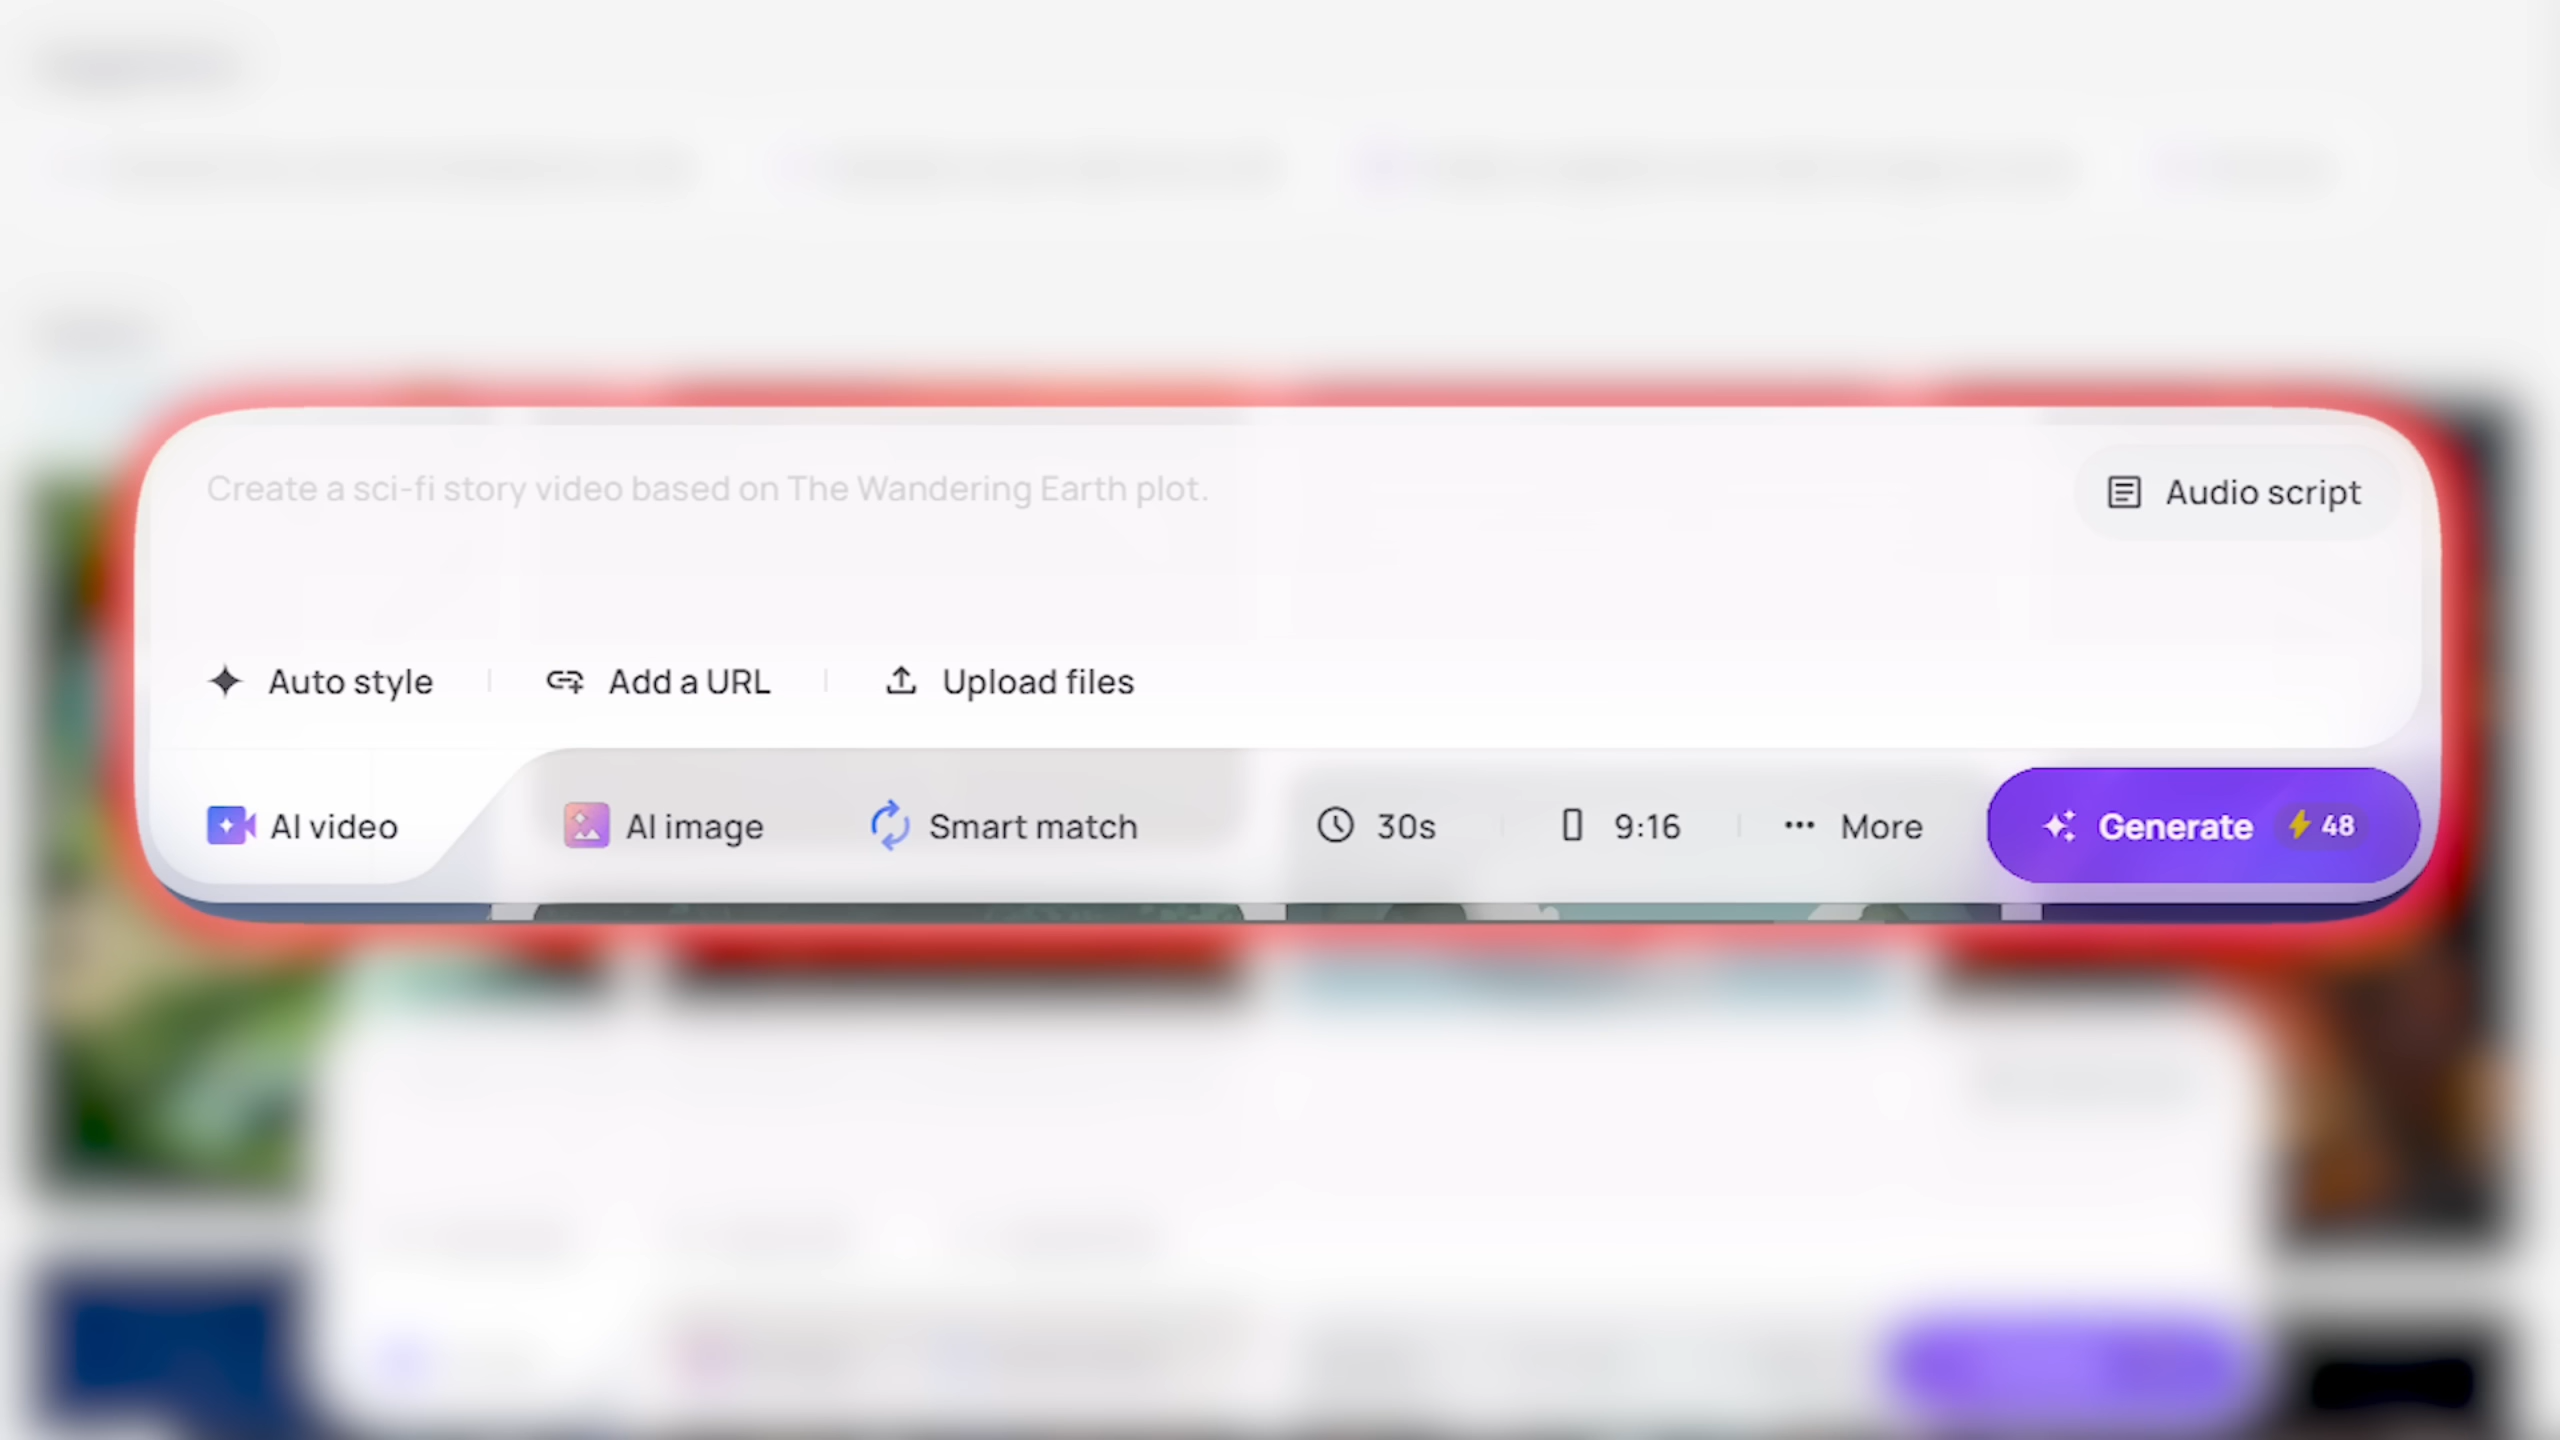 Create a sci-fi story video based on The Wandering Earth plot.
Audio script
Auto style
Add a URL
Upload files
AI video
AI image
Smart match
30s
9:16
More
Generate
48